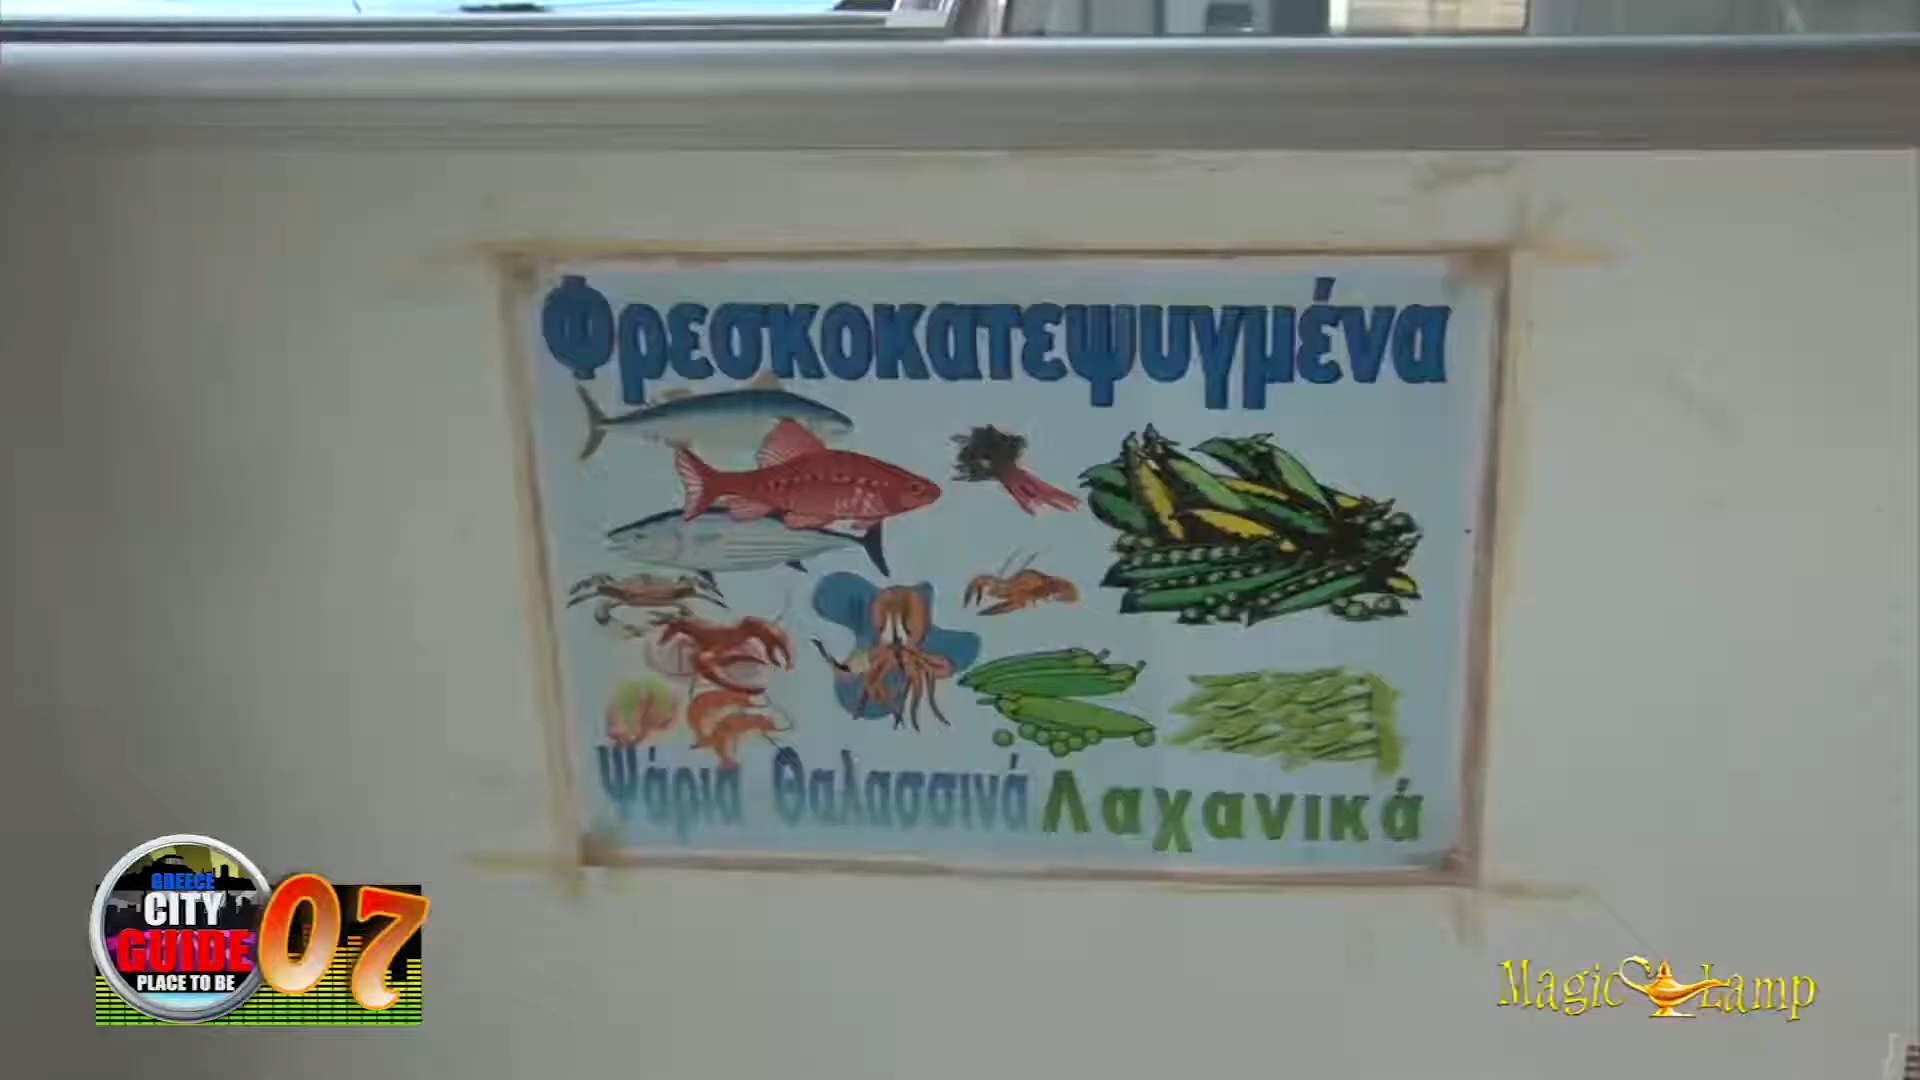 Φρεσκοκατεψυγμένα
Ψάρια Θαλασσινά Λαχανικά
GREECE
CITY
GUIDE
PLACE TO BE
07
Magic Lamp